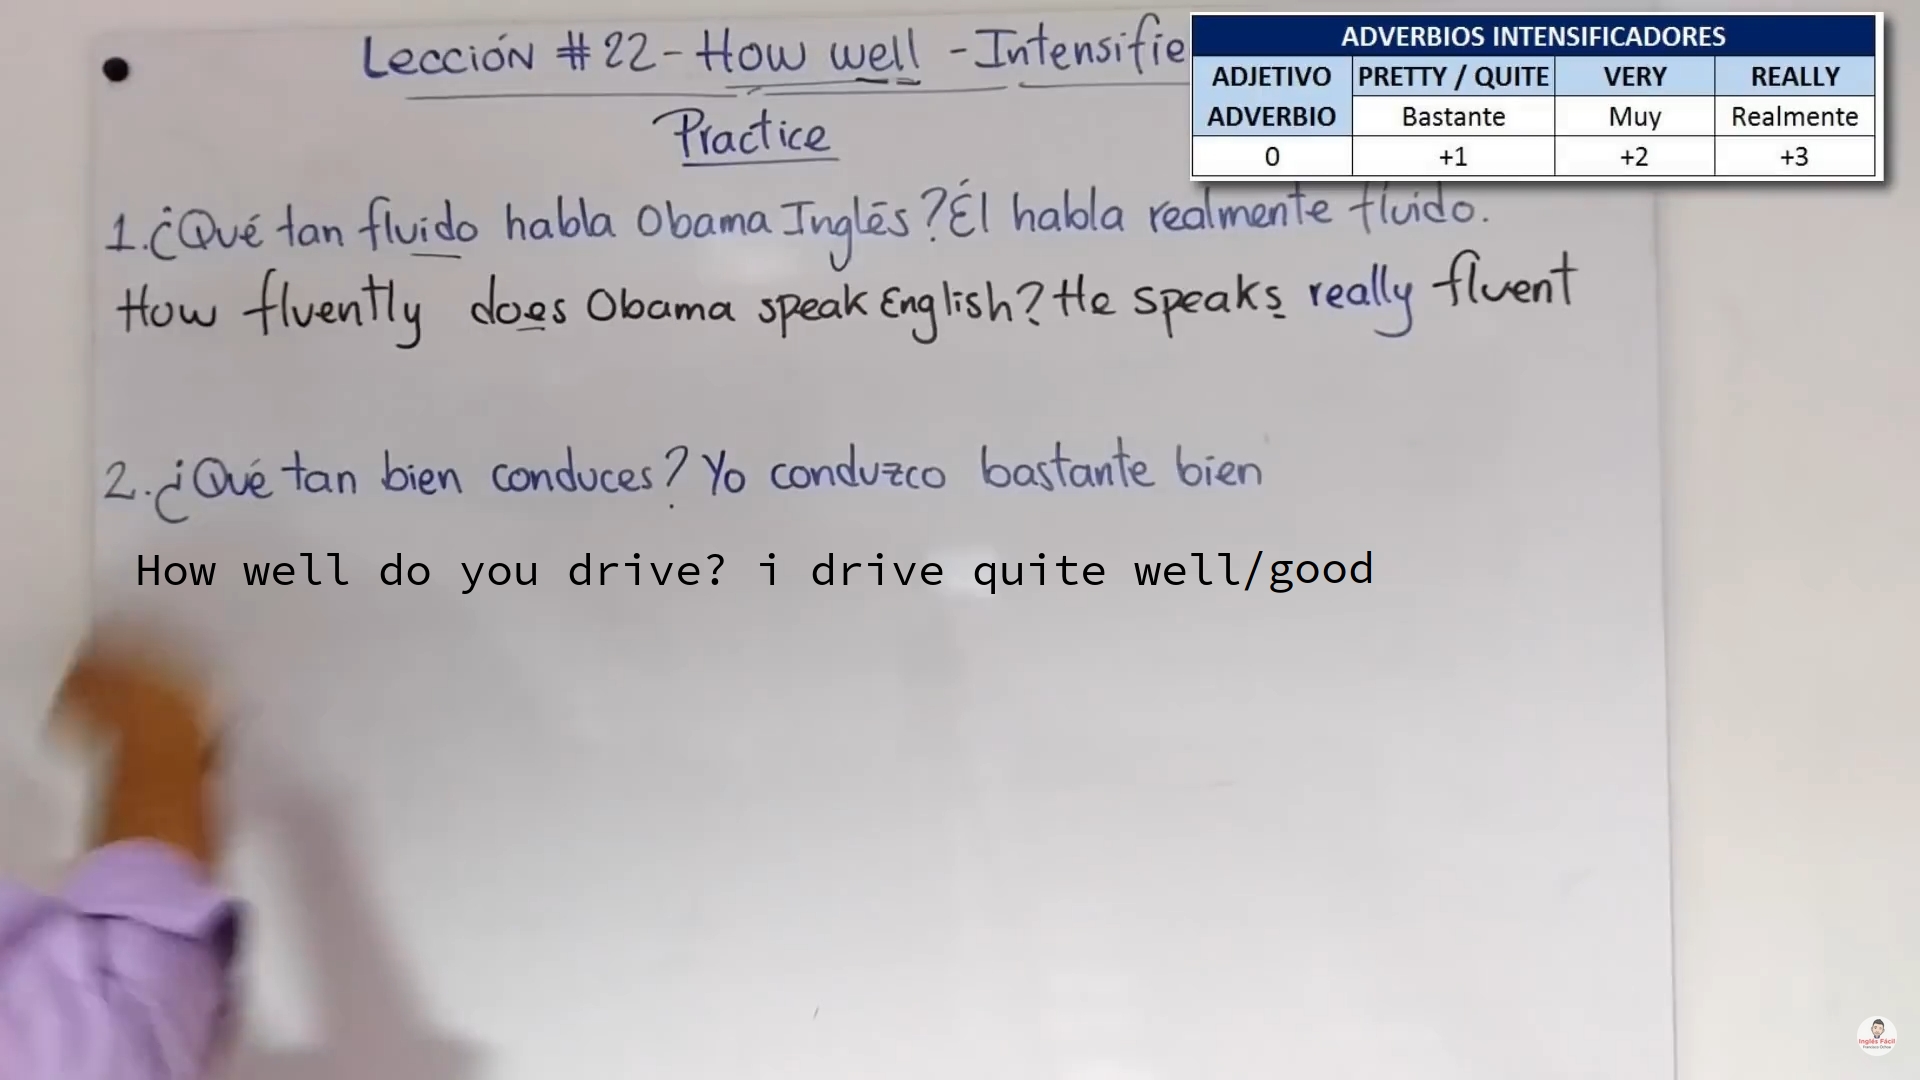 Lección #22-How well -Intensifie
Practice
ADVERBIOS INTENSIFICADORES
ADJETIVO ADVERBIO PRETTY / QUITE VERY REALLY
Bastante Muy Realmente
0 +1 +2 +3
1.¿Qué tan fluido habla Obama Inglés? Él habla realmente fluido.
How fluently does Obama speak English? He speaks really fluent
2.¿Qué tan bien conduces? Yo conduzco bastante bien
How well do you drive? i drive quite well/good
Inglés Fácil